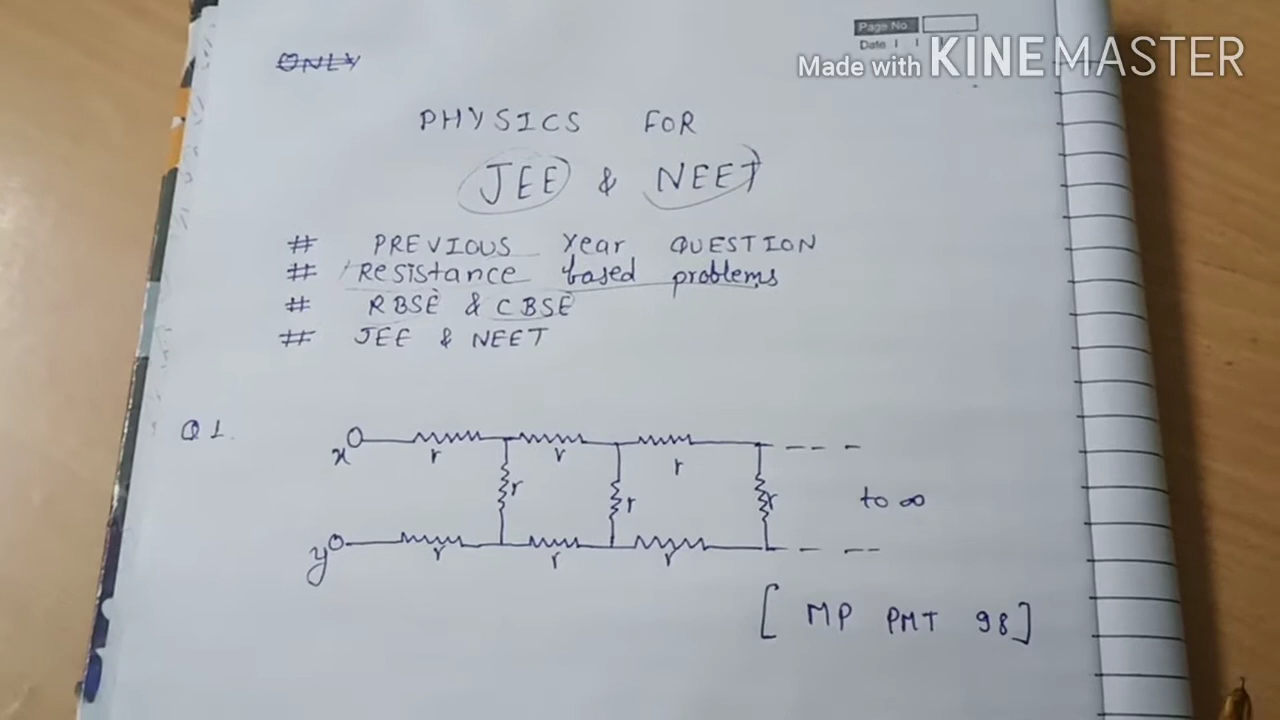 Page No
Date
Made with KINEMASTER
ONLY
PHYSICS FOR
JEE & NEET
# PREVIOUS Year QUESTION
# Resistance based problems
# RBSE & CBSE
# JEE & NEET
Q 1.
x r r r
r r r to ∞
y r r r
[ MP PMT 98 ]